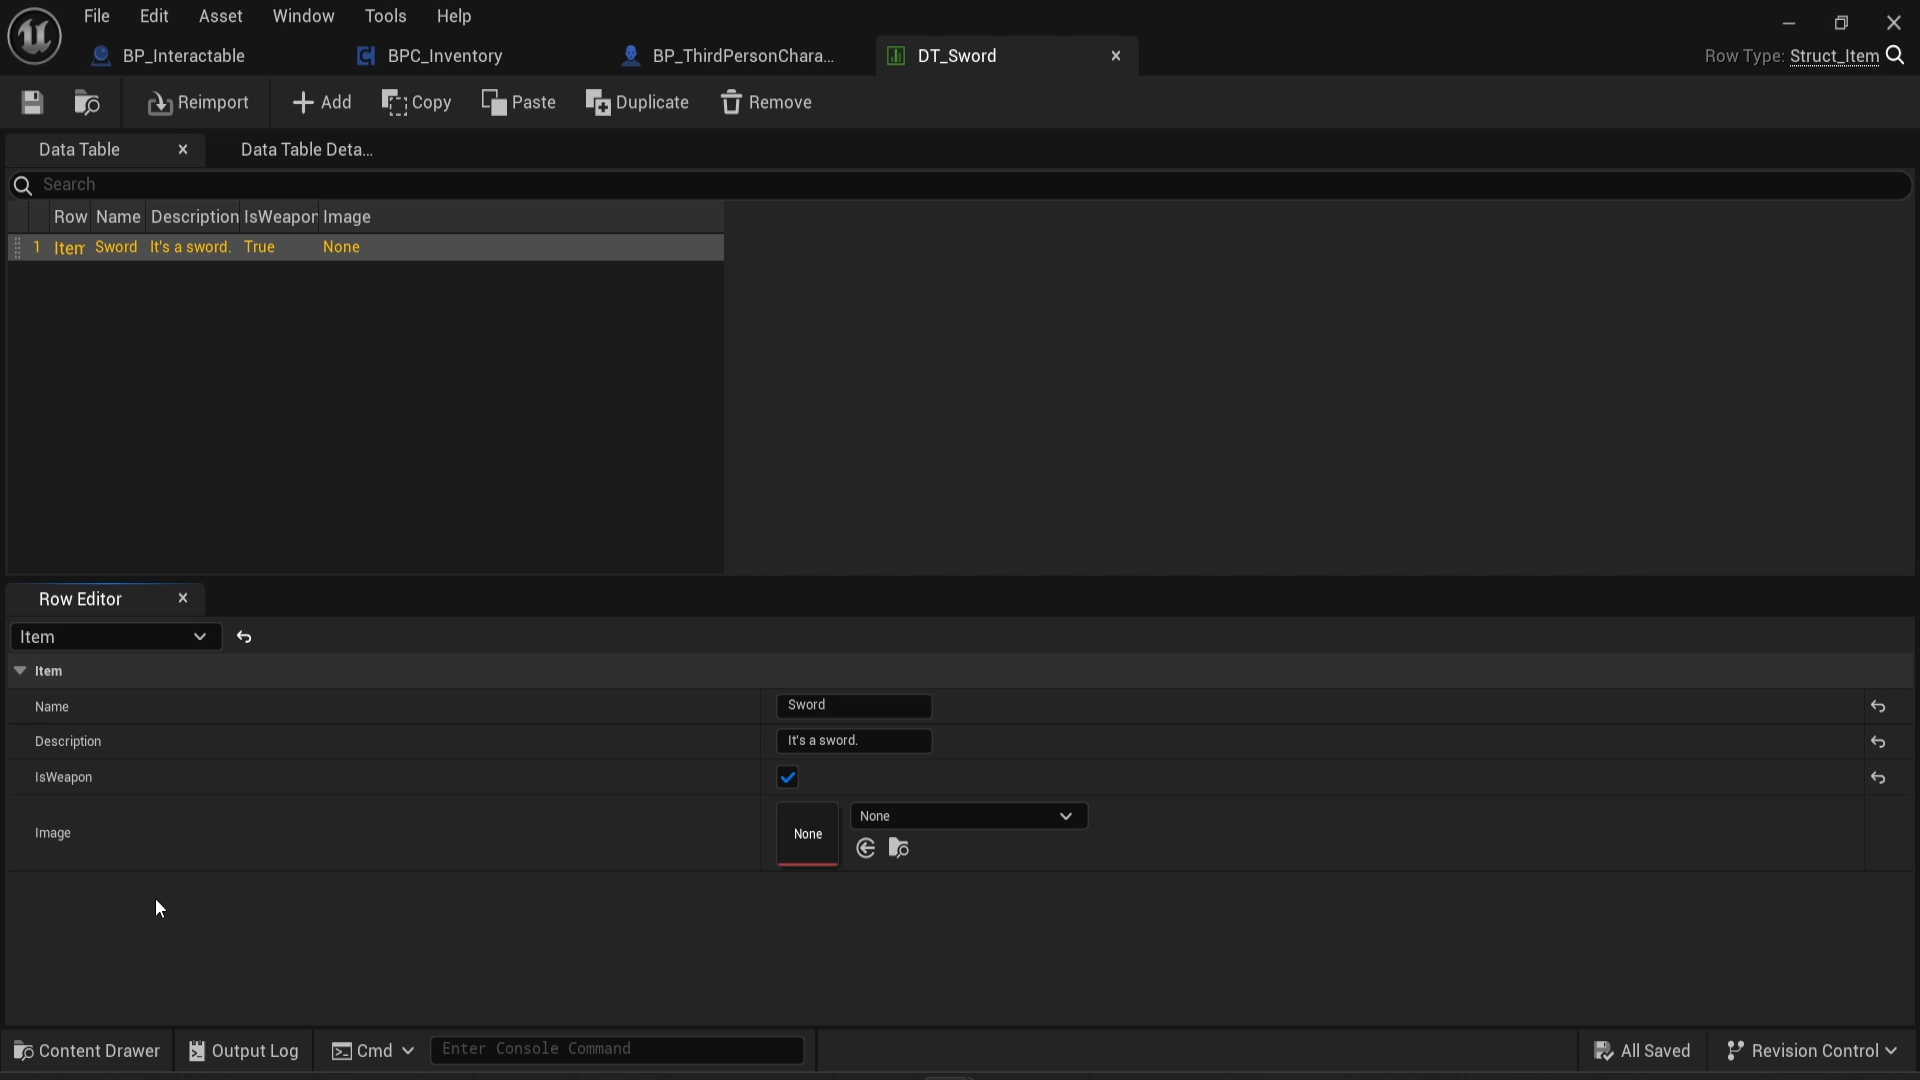 File Edit Asset Window Tools Help
BP_Interactable BPC_Inventory BP_ThirdPersonChara... DT_Sword Row Type: Struct_Item
Reimport Add Copy Paste Duplicate Remove
Data Table Data Table Deta...
Search
Row Name Description IsWeapon Image
1 Item Sword It's a sword. True None
Row Editor
Item
Item
Name Sword
Description It's a sword.
IsWeapon
Image None None
Content Drawer Output Log Cmd Enter Console Command All Saved Revision Control